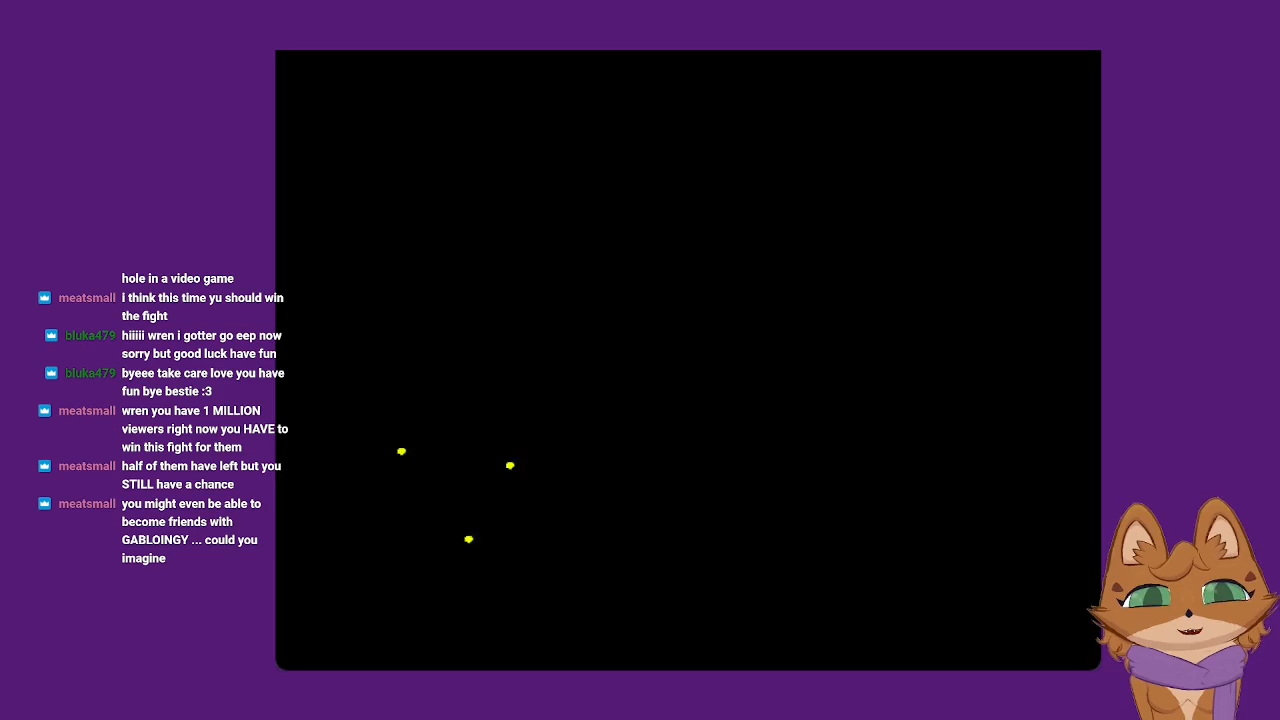 hole in a video game
meatsmall i think this time yu should win
the fight
bluka479 hiiiii wren i gotter go eep now
sorry but good luck have fun
bluka479 byeee take care love you have
fun bye bestie :3
meatsmall wren you have 1 MILLION
viewers right now you HAVE to
win this fight for them
meatsmall half of them have left but you
STILL have a chance
meatsmall you might even be able to
become friends with
GABLOINGY ... could you
imagine